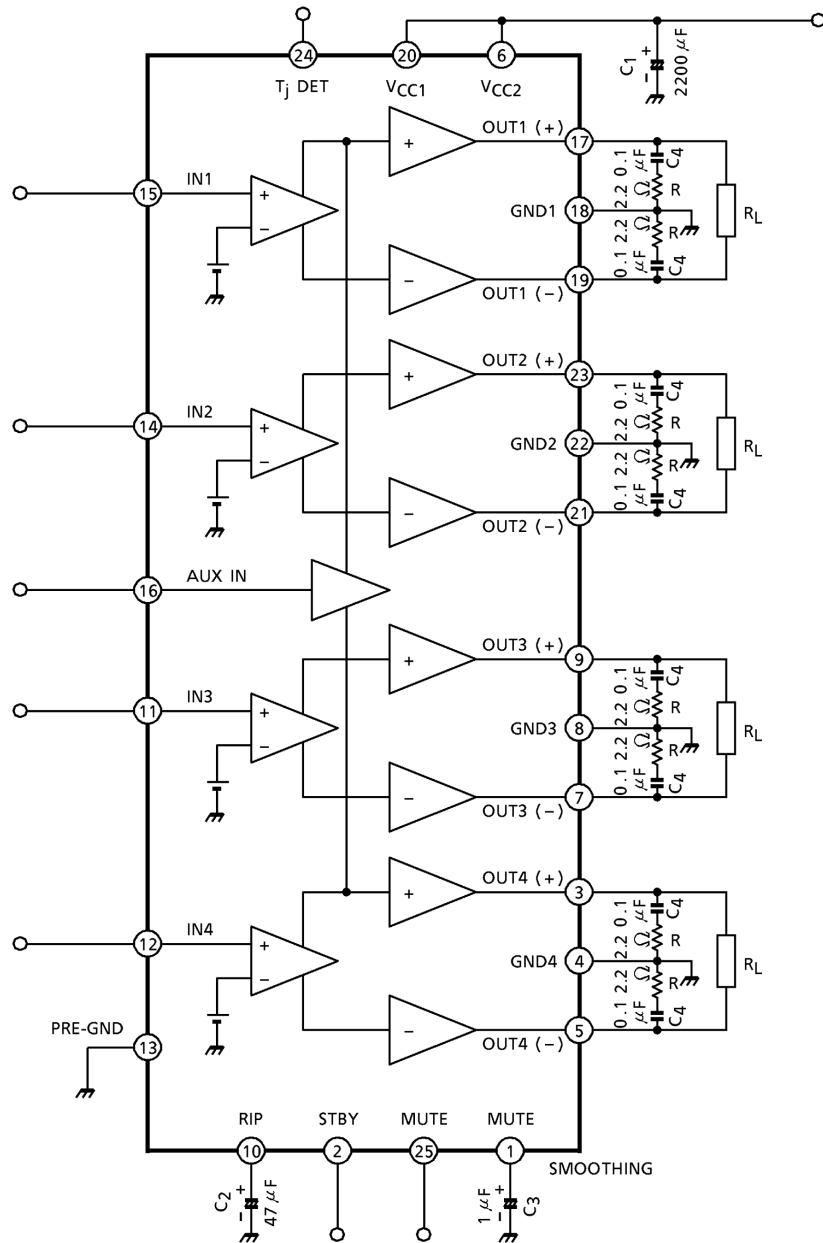 24
20
6
Tj DET
VCC1
VCC2
C1
+
−
2200 μF
15
IN1
+
−
+
OUT1 (+)
17
GND1
18
−
OUT1 (−)
19
0.1 μF
C4
2.2 Ω
R
2.2 Ω
R
0.1 μF
C4
RL
14
IN2
+
−
+
OUT2 (+)
23
GND2
22
−
OUT2 (−)
21
0.1 μF
C4
2.2 Ω
R
2.2 Ω
R
0.1 μF
C4
RL
16
AUX IN
11
IN3
+
−
+
OUT3 (+)
9
GND3
8
−
OUT3 (−)
7
0.1 μF
C4
2.2 Ω
R
2.2 Ω
R
0.1 μF
C4
RL
12
IN4
+
−
+
OUT4 (+)
3
GND4
4
−
OUT4 (−)
5
0.1 μF
C4
2.2 Ω
R
2.2 Ω
R
0.1 μF
C4
RL
PRE-GND
13
RIP
STBY
MUTE
MUTE
10
2
25
1
SMOOTHING
C2
+
−
47 μF
1 μF
+
−
C3